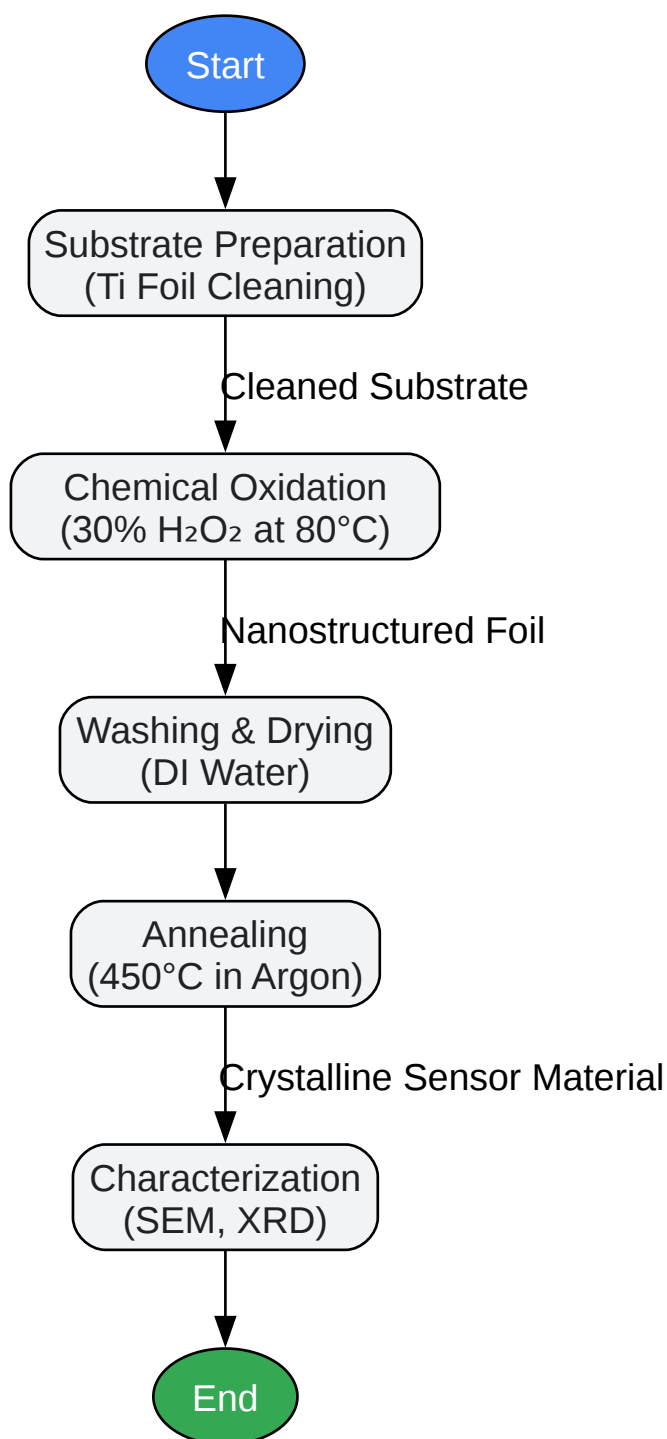 Start
Substrate Preparation
(Ti Foil Cleaning)
Cleaned Substrate
Chemical Oxidation
(30% H₂O₂ at 80°C)
Nanostructured Foil
Washing & Drying
(DI Water)
Annealing
(450°C in Argon)
Crystalline Sensor Material
Characterization
(SEM, XRD)
End